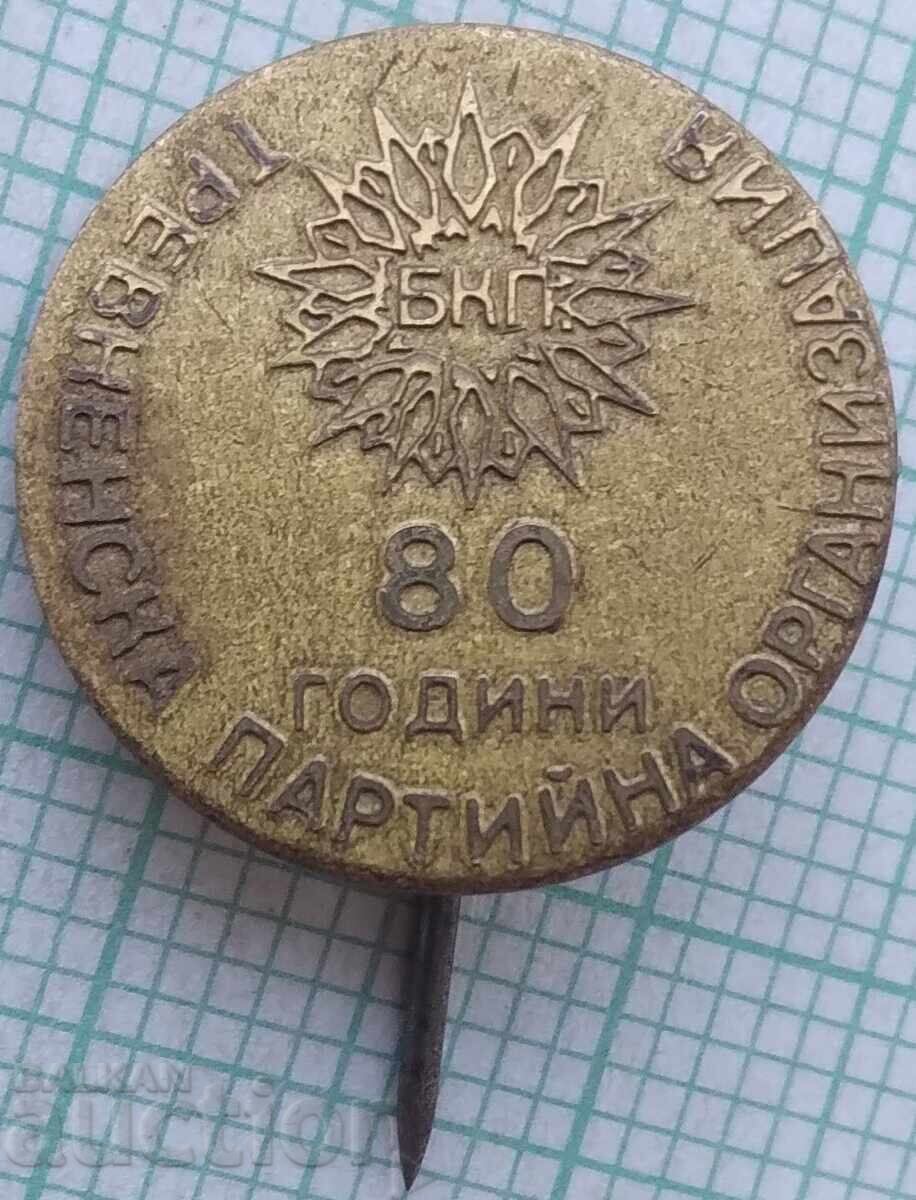 БКП
80
ГОДИНИ
ТРЕВНЕНСКА ПАРТИЙНА ОРГАНИЗАЦИЯ
BALKAN
auction